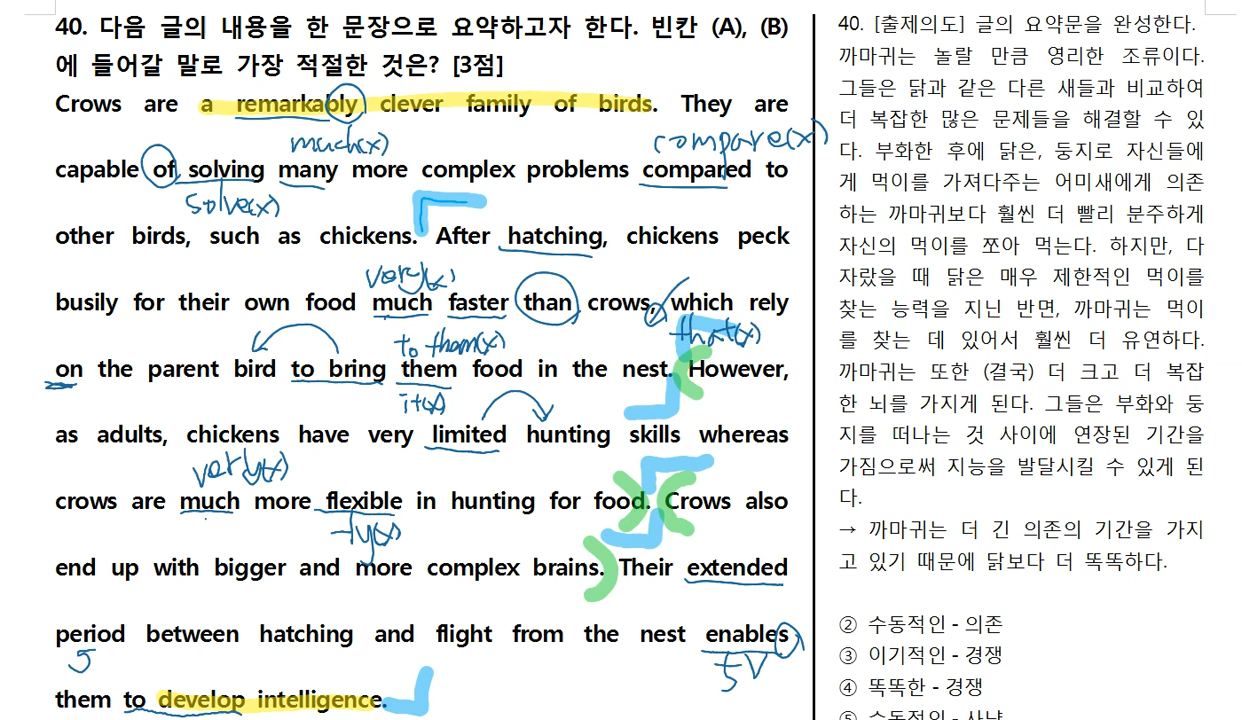 40. 다음 글의 내용을 한 문장으로 요약하고자 한다. 빈칸 (A), (B)
에 들어갈 말로 가장 적절한 것은? [3점]
Crows are a remarkably clever family of birds. They are
much(x) compare(x)
capable of solving many more complex problems compared to
solve(x)
other birds, such as chickens. After hatching, chickens peck
very(x)
busily for their own food much faster than crows, which rely
to them(x) that(x)
on the parent bird to bring them food in the nest. However,
it(x)
as adults, chickens have very limited hunting skills whereas
very(x)
crows are much more flexible in hunting for food. Crows also
-ly(x)
end up with bigger and more complex brains. Their extended
period between hatching and flight from the nest enables
S
them to develop intelligence.
40. [출제의도] 글의 요약문을 완성한다.
까마귀는 놀랄 만큼 영리한 조류이다.
그들은 닭과 같은 다른 새들과 비교하여
더 복잡한 많은 문제들을 해결할 수 있
다. 부화한 후에 닭은, 둥지로 자신들에
게 먹이를 가져다주는 어미새에게 의존
하는 까마귀보다 훨씬 더 빨리 분주하게
자신의 먹이를 쪼아 먹는다. 하지만, 다
자랐을 때 닭은 매우 제한적인 먹이를
찾는 능력을 지닌 반면, 까마귀는 먹이
를 찾는 데 있어서 훨씬 더 유연하다.
까마귀는 또한 (결국) 더 크고 더 복잡
한 뇌를 가지게 된다. 그들은 부화와 둥
지를 떠나는 것 사이에 연장된 기간을
가짐으로써 지능을 발달시킬 수 있게 된
다.
→ 까마귀는 더 긴 의존의 기간을 가지
고 있기 때문에 닭보다 더 똑똑하다.
② 수동적인 - 의존
③ 이기적인 - 경쟁
④ 똑똑한 - 경쟁
⑤ 수동적인 - 사냥